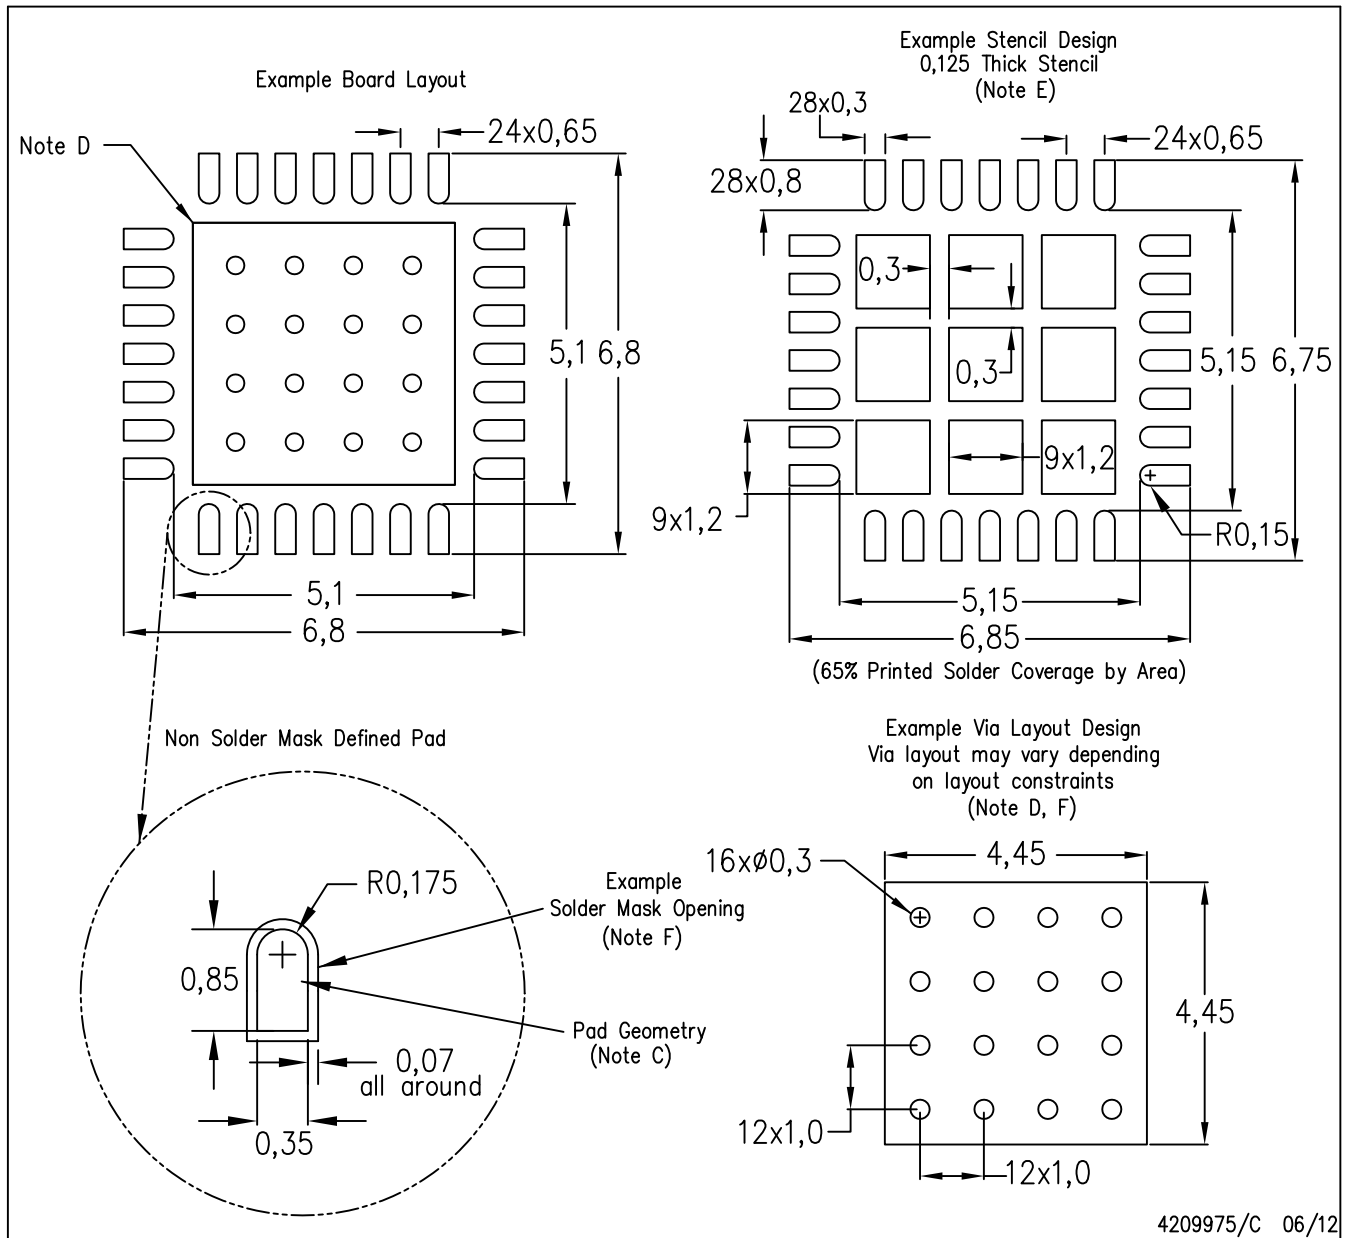 Example Board Layout
Note D
24x0,65
5,1
6,8
5,1
6,8
Example Stencil Design
0,125 Thick Stencil
(Note E)
28x0,3
24x0,65
28x0,8
0,3
0,3
5,15
6,75
9x1,2
9x1,2
R0,15
5,15
6,85
(65% Printed Solder Coverage by Area)
Non Solder Mask Defined Pad
R0,175
Example
Solder Mask Opening
(Note F)
0,85
Pad Geometry
(Note C)
0,07
all around
0,35
Example Via Layout Design
Via layout may vary depending
on layout constraints
(Note D, F)
16xø0,3
4,45
4,45
12x1,0
12x1,0
4209975/C 06/12